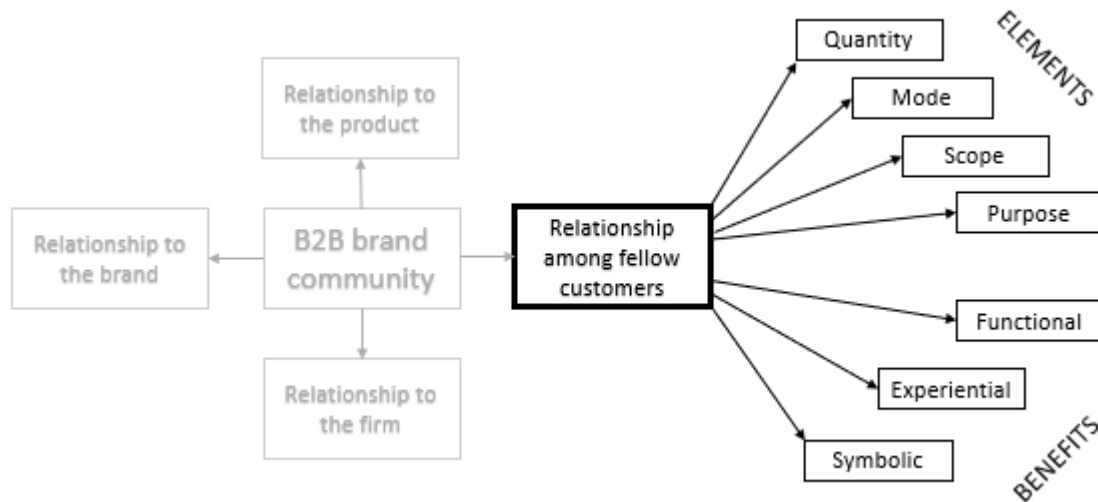 Quantity
ELEMENTS
Mode
Relationship to
the product
Scope
Purpose
Relationship to
the brand
B2B brand
community
Relationship
among fellow
customers
Functional
Relationship to
the firm
Experiential
Symbolic
BENEFITS